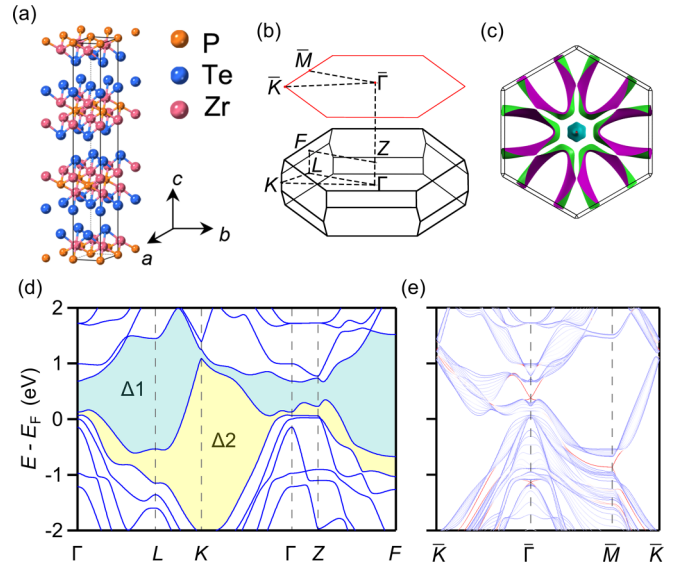 (a)
P
Te
Zr
c
b
a
(b)
M̅
K̅
Γ̅
F
Z
L
K
Γ
(c)
(d)
E - E_F (eV)
2
1
0
-1
-2
Δ1
Δ2
Γ L K Γ Z F
(e)
K̅ Γ̅ M̅ K̅